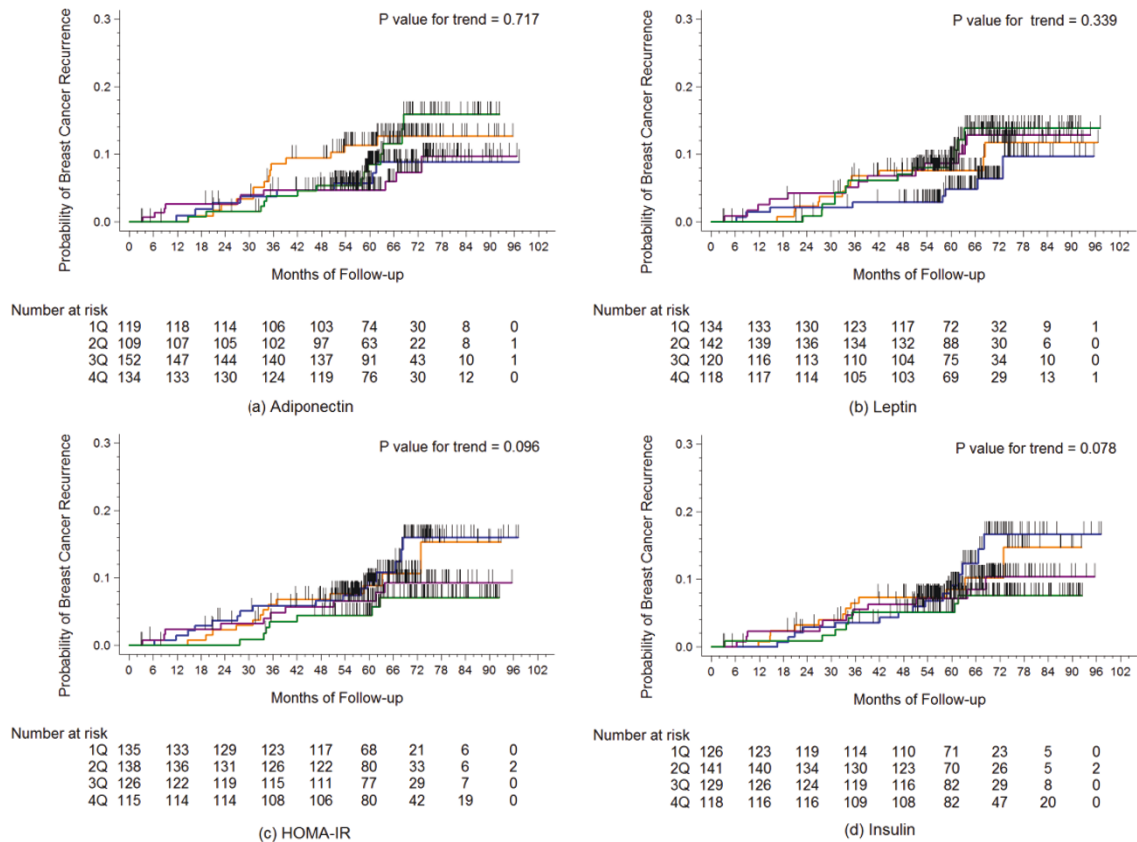 P value for trend = 0.717
0.3
0.2
0.1
0.0
Probability of Breast Cancer Recurrence
0 6 12 18 24 30 36 42 48 54 60 66 72 78 84 90 96 102
Months of Follow-up
Number at risk
1Q 119 118 114 106 103 74 30 8 0
2Q 109 107 105 102 97 63 22 8 1
3Q 152 147 144 140 137 91 43 10 1
4Q 134 133 130 124 119 76 30 12 0
(a) Adiponectin
P value for trend = 0.339
0.3
0.2
0.1
0.0
Probability of Breast Cancer Recurrence
0 6 12 18 24 30 36 42 48 54 60 66 72 78 84 90 96 102
Months of Follow-up
Number at risk
1Q 134 133 130 123 117 72 32 9 1
2Q 142 139 136 134 132 88 30 6 0
3Q 120 116 113 110 104 75 34 10 0
4Q 118 117 114 105 103 69 29 13 1
(b) Leptin
P value for trend = 0.096
0.3
0.2
0.1
0.0
Probability of Breast Cancer Recurrence
0 6 12 18 24 30 36 42 48 54 60 66 72 78 84 90 96 102
Months of Follow-up
Number at risk
1Q 135 133 129 123 117 68 21 6 0
2Q 138 136 131 126 122 80 33 6 2
3Q 126 122 119 115 111 77 29 7 0
4Q 115 114 114 108 106 80 42 19 0
(c) HOMA-IR
P value for trend = 0.078
0.3
0.2
0.1
0.0
Probability of Breast Cancer Recurrence
0 6 12 18 24 30 36 42 48 54 60 66 72 78 84 90 96 102
Months of Follow-up
Number at risk
1Q 126 123 119 114 110 71 23 5 0
2Q 141 140 134 130 123 70 26 5 2
3Q 129 126 124 119 116 82 29 8 0
4Q 118 116 116 109 108 82 47 20 0
(d) Insulin